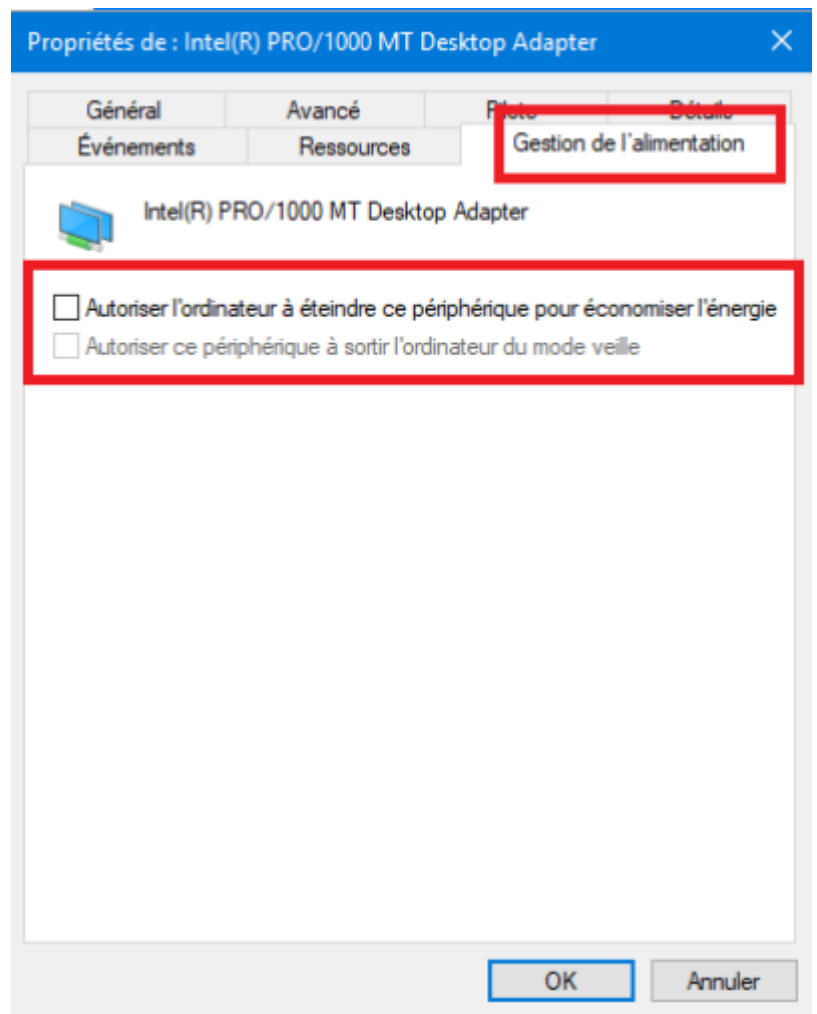 Propriétés de : Intel(R) PRO/1000 MT Desktop Adapter
Général Avancé Pilote Détails
Événements Ressources Gestion de l'alimentation
Intel(R) PRO/1000 MT Desktop Adapter
Autoriser l'ordinateur à éteindre ce périphérique pour économiser l'énergie
Autoriser ce périphérique à sortir l'ordinateur du mode veille
OK Annuler